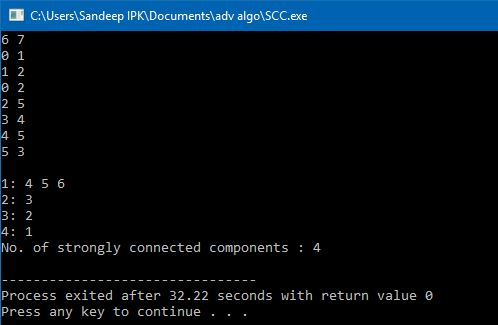 C:\Users\Sandeep IPK\Documents\adv algo\SCC.exe
6 7
0 1
1 2
0 2
2 5
3 4
4 5
5 3
1: 4 5 6
2: 3
3: 2
4: 1
No. of strongly connected components : 4
--------------------------------
Process exited after 32.22 seconds with return value 0
Press any key to continue . . .